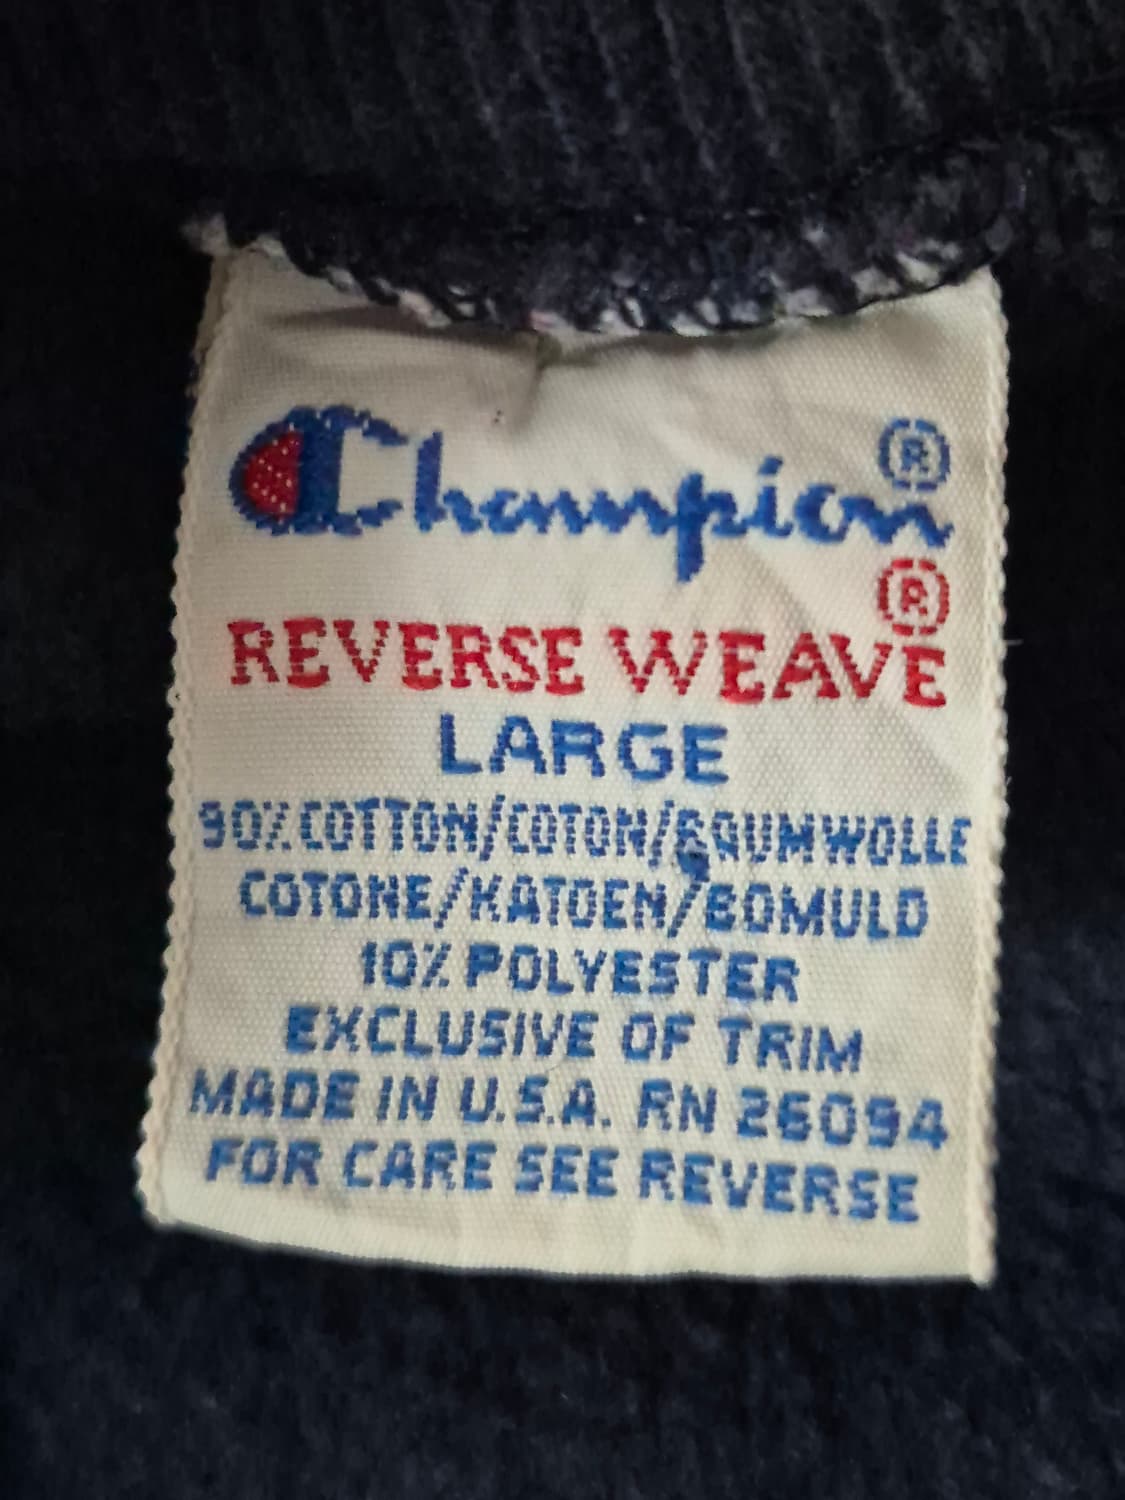 Champion®
REVERSE WEAVE®
LARGE
90% COTTON/COTON/BAUMWOLLE
COTONE/KATOEN/BOMULD
10% POLYESTER
EXCLUSIVE OF TRIM
MADE IN U.S.A. RN 26094
FOR CARE SEE REVERSE